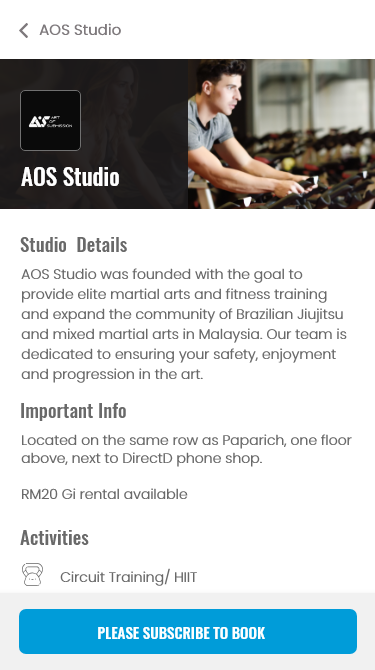 AOS Studio
AOS ART
OF
SUBMISSION
AOS Studio
Studio Details
AOS Studio was founded with the goal to
provide elite martial arts and fitness training
and expand the community of Brazilian Jiujitsu
and mixed martial arts in Malaysia. Our team is
dedicated to ensuring your safety, enjoyment
and progression in the art.
Important Info
Located on the same row as Paparich, one floor
above, next to DirectD phone shop.
RM20 Gi rental available
Activities
Circuit Training/ HIIT
PLEASE SUBSCRIBE TO BOOK